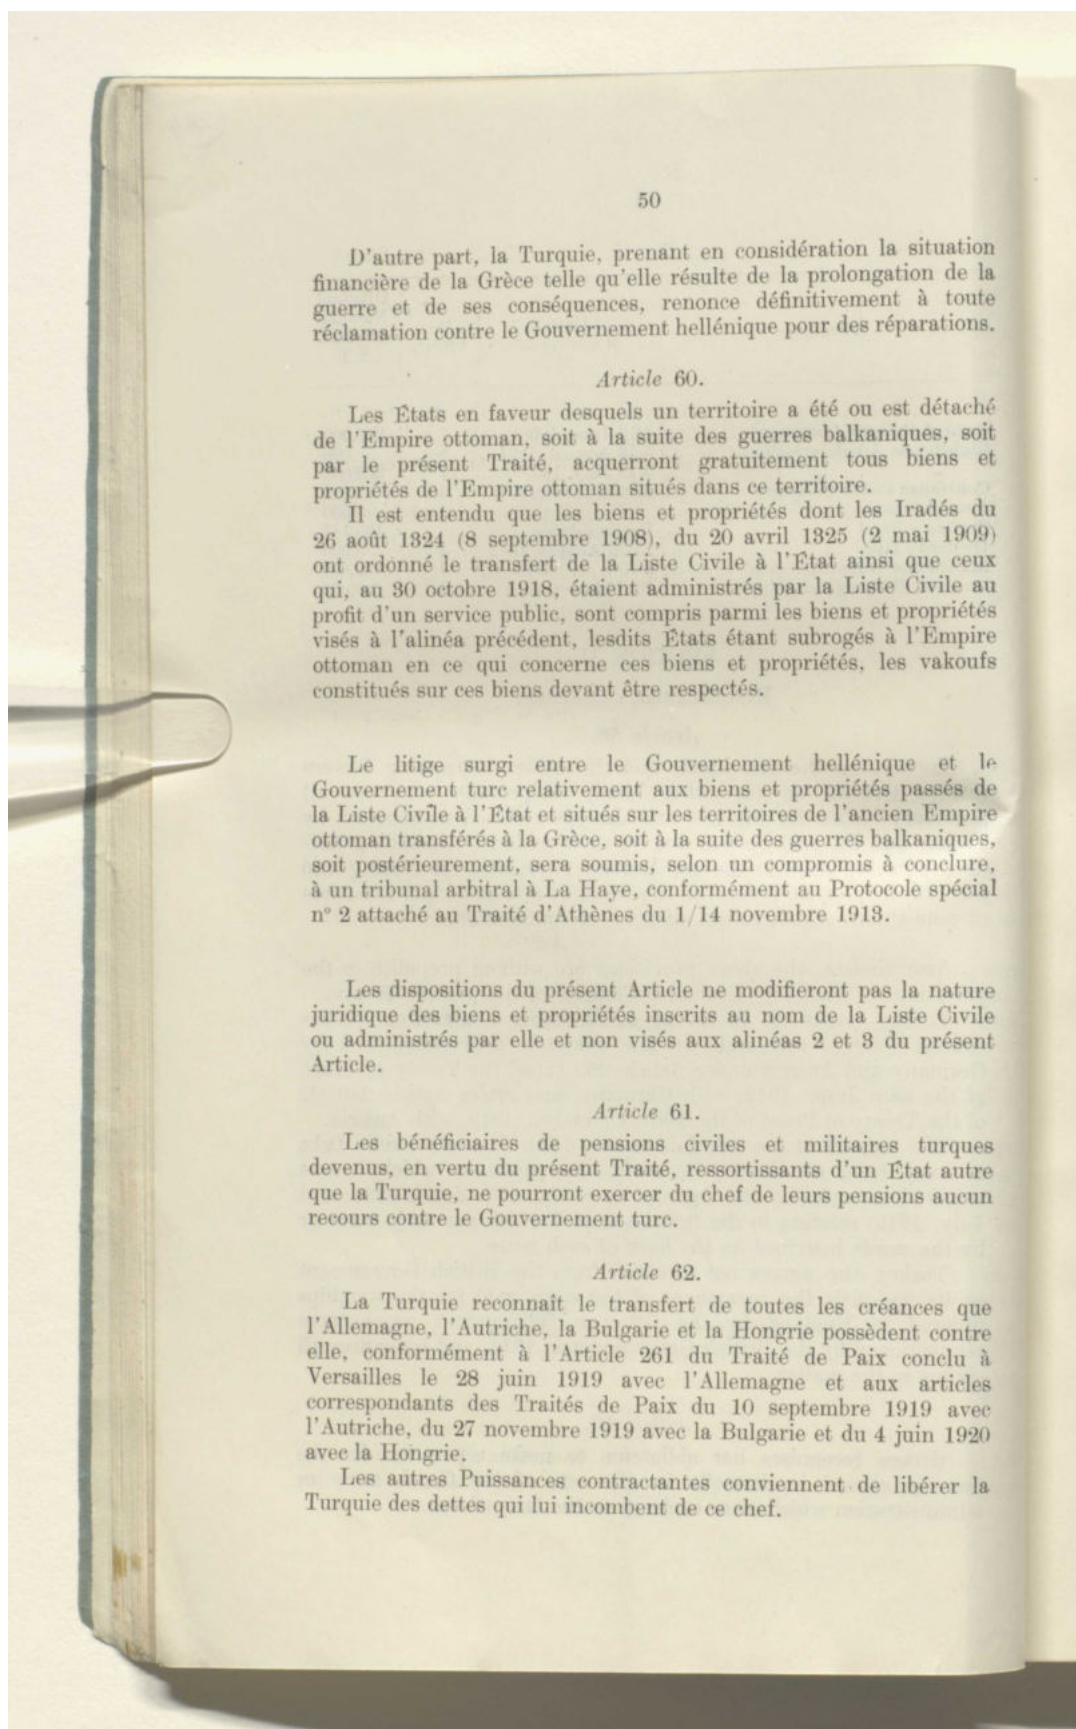 50
D'autre part, la Turquie, prenant en considération la situation
financière de la Grèce telle qu'elle résulte de la prolongation de la
guerre et de ses conséquences, renonce définitivement à toute
réclamation contre le Gouvernement hellénique pour des réparations.
Article 60.
Les États en faveur desquels un territoire a été ou est détaché
de l'Empire ottoman, soit à la suite des guerres balkaniques, soit
par le présent Traité, acquerront gratuitement tous biens et
propriétés de l'Empire ottoman situés dans ce territoire.
Il est entendu que les biens et propriétés dont les Iradés du
26 août 1324 (8 septembre 1908), du 20 avril 1325 (2 mai 1909)
ont ordonné le transfert de la Liste Civile à l'État ainsi que ceux
qui, au 30 octobre 1918, étaient administrés par la Liste Civile au
profit d'un service public, sont compris parmi les biens et propriétés
visés à l'alinéa précédent, lesdits États étant subrogés à l'Empire
ottoman en ce qui concerne ces biens et propriétés, les vakoufs
constitués sur ces biens devant être respectés.
Le litige surgi entre le Gouvernement hellénique et le
Gouvernement turc relativement aux biens et propriétés passés de
la Liste Civile à l'État et situés sur les territoires de l'ancien Empire
ottoman transférés à la Grèce, soit à la suite des guerres balkaniques,
soit postérieurement, sera soumis, selon un compromis à conclure,
à un tribunal arbitral à La Haye, conformément au Protocole spécial
n° 2 attaché au Traité d'Athènes du 1/14 novembre 1913.
Les dispositions du présent Article ne modifieront pas la nature
juridique des biens et propriétés inscrits au nom de la Liste Civile
ou administrés par elle et non visés aux alinéas 2 et 3 du présent
Article.
Article 61.
Les bénéficiaires de pensions civiles et militaires turques
devenus, en vertu du présent Traité, ressortissants d'un État autre
que la Turquie, ne pourront exercer du chef de leurs pensions aucun
recours contre le Gouvernement turc.
Article 62.
La Turquie reconnaît le transfert de toutes les créances que
l'Allemagne, l'Autriche, la Bulgarie et la Hongrie possèdent contre
elle, conformément à l'Article 261 du Traité de Paix conclu à
Versailles le 28 juin 1919 avec l'Allemagne et aux articles
correspondants des Traités de Paix du 10 septembre 1919 avec
l'Autriche, du 27 novembre 1919 avec la Bulgarie et du 4 juin 1920
avec la Hongrie.
Les autres Puissances contractantes conviennent de libérer la
Turquie des dettes qui lui incombent de ce chef.